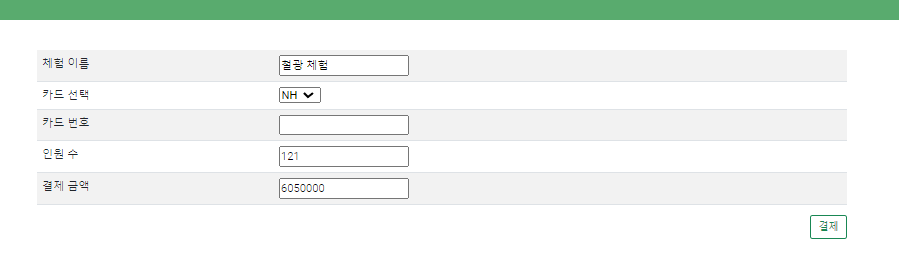 체험 이름 철광 체험
카드 선택 NH
카드 번호
인원 수 121
결제 금액 6050000
결제